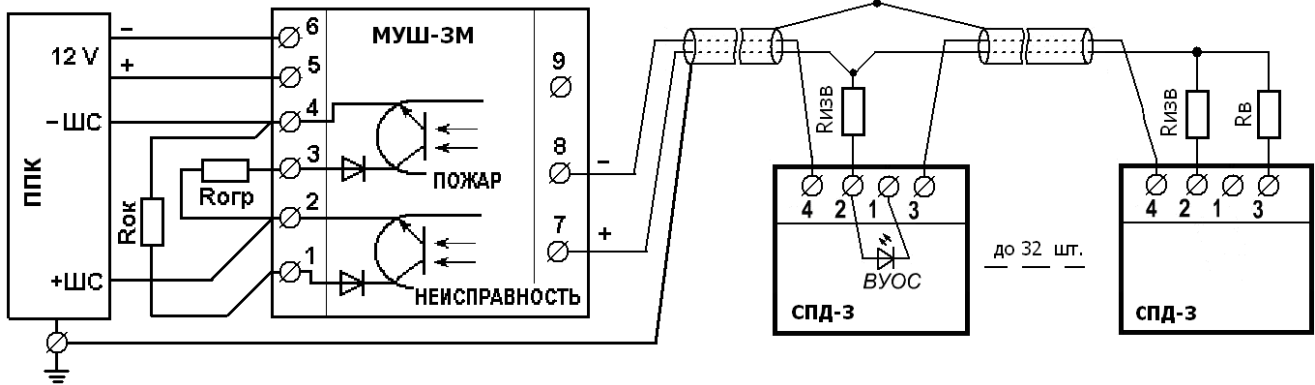 ППК
12 V
−
+
−ШС
+ШС
Rок
Rогр
МУШ-3М
6
5
4
3
2
1
ПОЖАР
НЕИСПРАВНОСТЬ
9
8
7
−
+
Rизв
4 2 1 3
ВУОС
СПД-3
до 32 шт.
Rизв
Rв
4 2 1 3
СПД-3